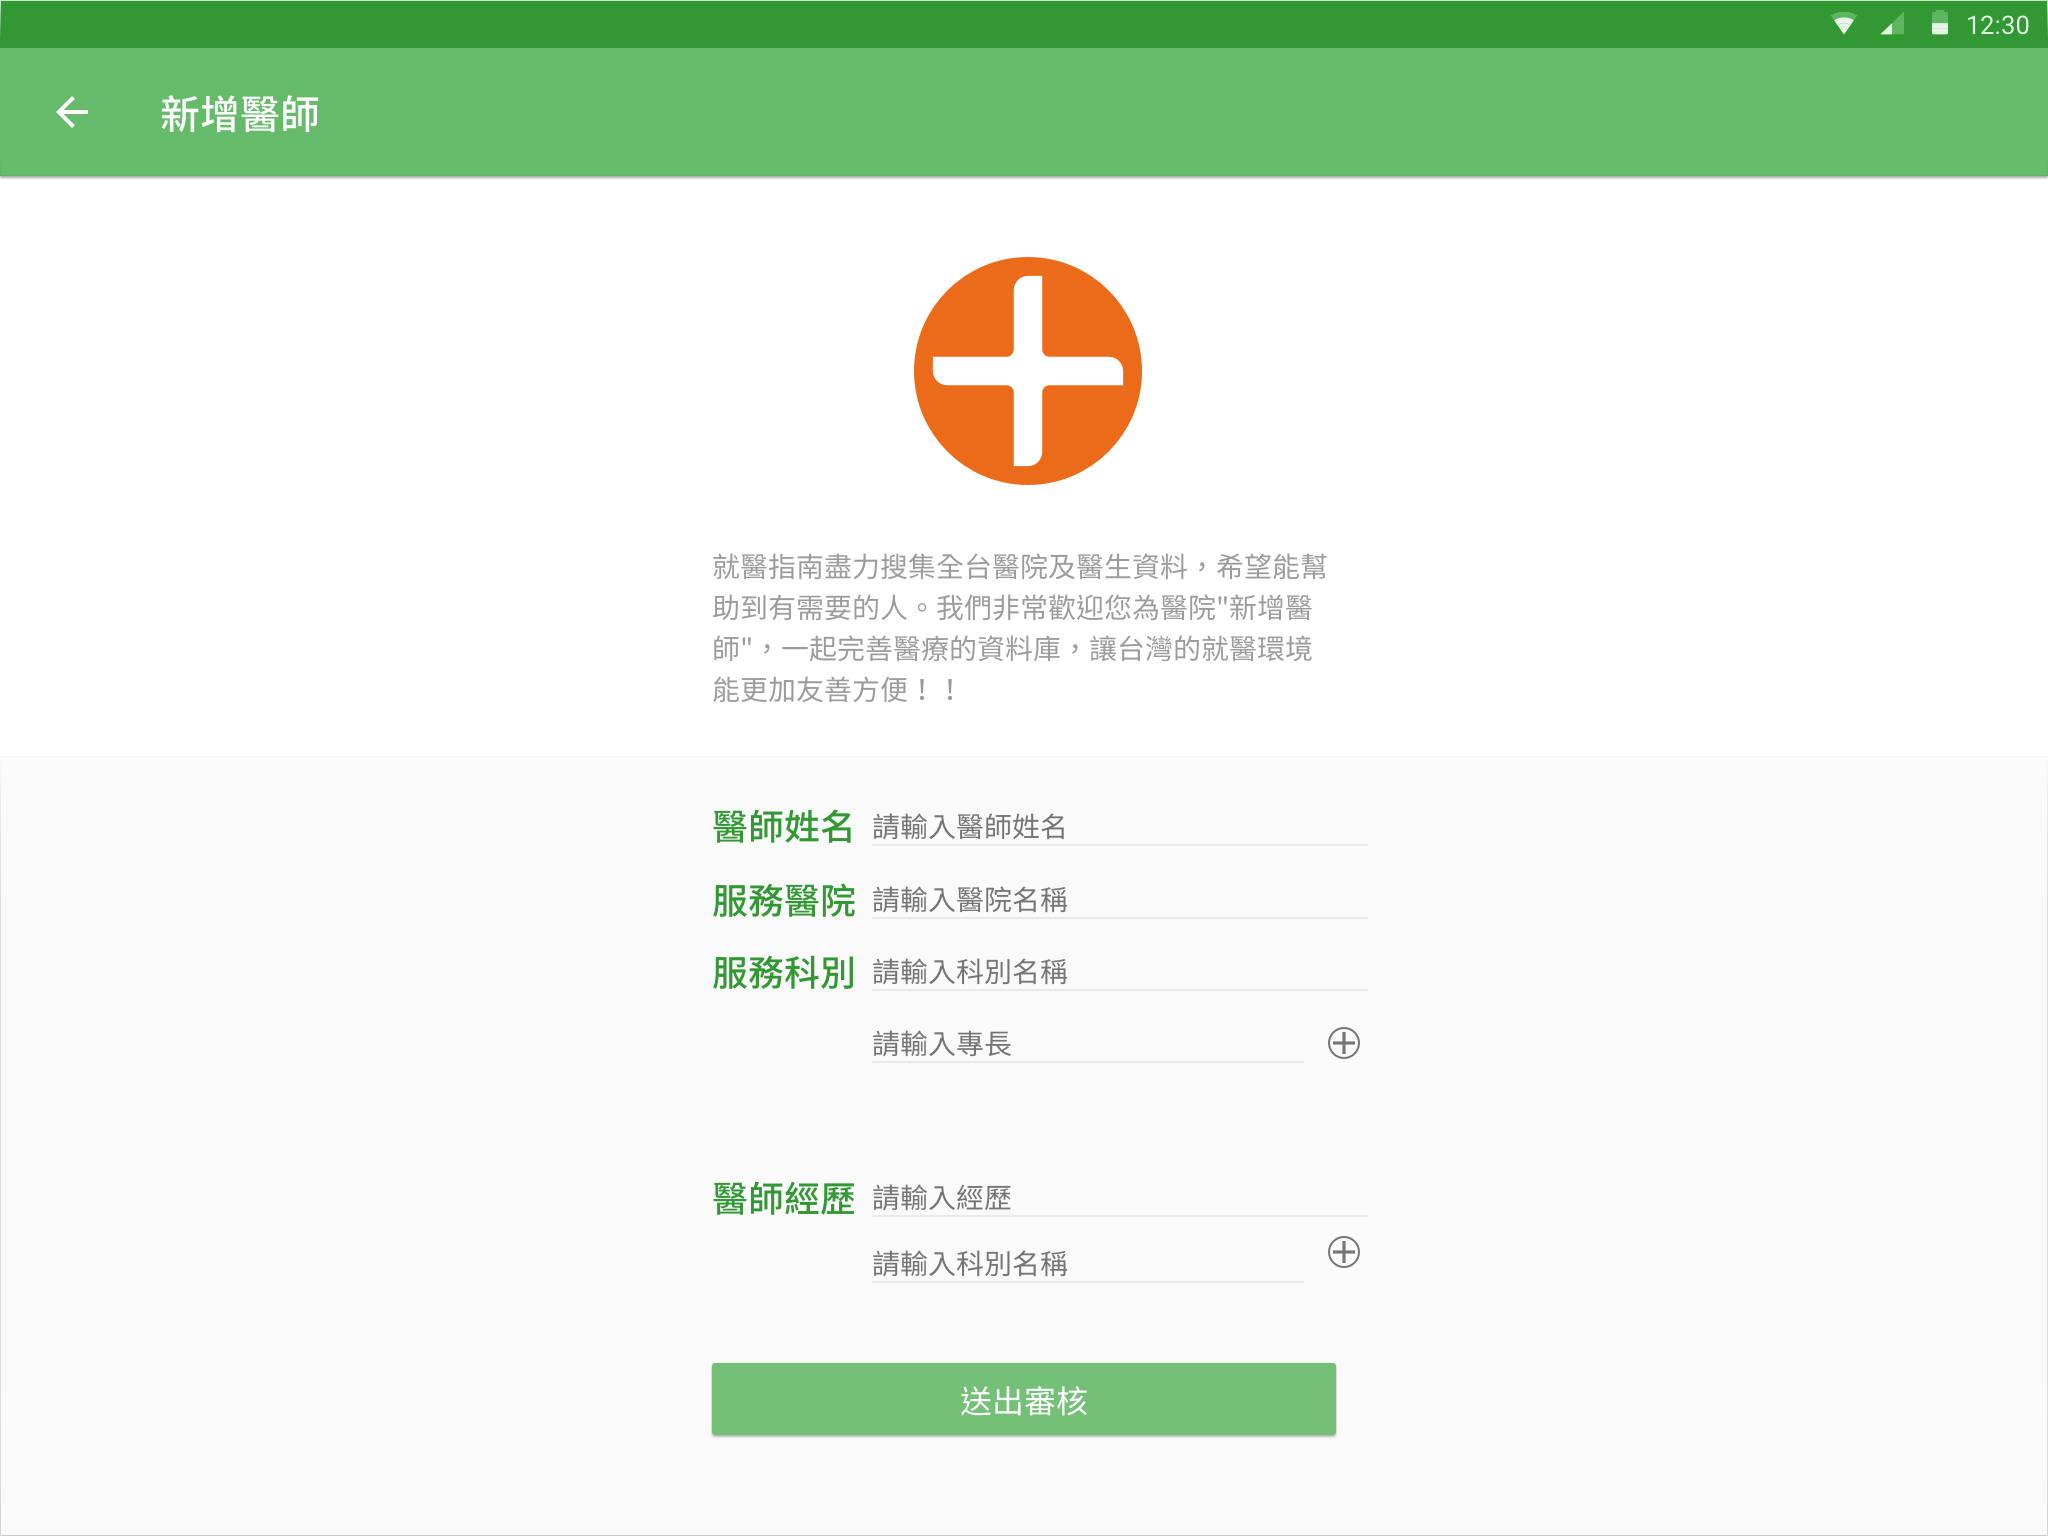 12:30
新增醫師
就醫指南盡力搜集全台醫院及醫生資料，希望能幫
助到有需要的人。我們非常歡迎您為醫院"新增醫
師"，一起完善醫療的資料庫，讓台灣的就醫環境
能更加友善方便！！
醫師姓名 請輸入醫師姓名
服務醫院 請輸入醫院名稱
服務科別 請輸入科別名稱
請輸入專長
醫師經歷 請輸入經歷
請輸入科別名稱
送出審核